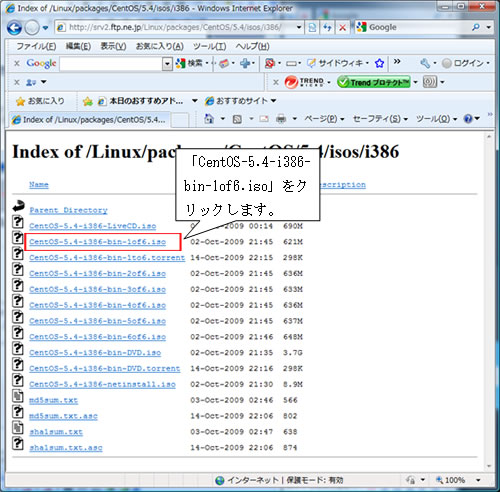 Index of /Linux/packages/CentOS/5.4/isos/i386 - Windows Internet Explorer
http://srv2.ftp.ne.jp/Linux/packages/CentOS/5.4/isos/i386/
Google
ファイル(F) 編集(E) 表示(V) お気に入り(A) ツール(T) ヘルプ(H)
x Google 検索 サイドウィキ ログイン
x TREND MICRO Trend プロテクト
お気に入り 本日のおすすめアド... おすすめサイト
Index of /Linux/packages/CentOS/5.4... ページ(P) セーフティ(S) ツール(O)
Index of /Linux/packages/CentOS/5.4/isos/i386
「CentOS-5.4-i386-
bin-1of6.iso」をク
リックします。
Name escription
Parent Directory
CentOS-5.4-i386-LiveCD.iso 02-Oct-2009 00:14 690M
CentOS-5.4-i386-bin-1of6.iso 02-Oct-2009 21:45 621M
CentOS-5.4-i386-bin-1to6.torrent 14-Oct-2009 22:15 298K
CentOS-5.4-i386-bin-2of6.iso 02-Oct-2009 21:45 636M
CentOS-5.4-i386-bin-3of6.iso 02-Oct-2009 21:45 633M
CentOS-5.4-i386-bin-4of6.iso 02-Oct-2009 21:45 636M
CentOS-5.4-i386-bin-5of6.iso 02-Oct-2009 21:45 637M
CentOS-5.4-i386-bin-6of6.iso 02-Oct-2009 21:46 648M
CentOS-5.4-i386-bin-DVD.iso 02-Oct-2009 21:35 3.7G
CentOS-5.4-i386-bin-DVD.torrent 14-Oct-2009 22:16 298K
CentOS-5.4-i386-netinstall.iso 02-Oct-2009 21:30 8.9M
md5sum.txt 03-Oct-2009 02:46 566
md5sum.txt.asc 14-Oct-2009 22:06 802
sha1sum.txt 03-Oct-2009 02:47 638
sha1sum.txt.asc 14-Oct-2009 22:06 874
インターネット | 保護モード: 有効 100%